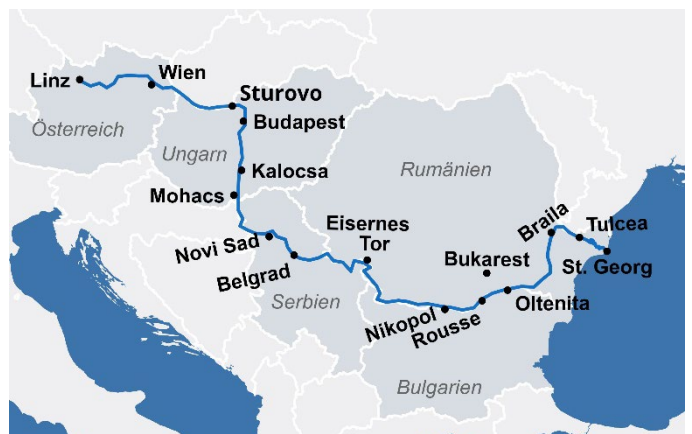 Linz
Wien
Sturovo
Österreich
Budapest
Ungarn
Kalocsa
Rumänien
Mohacs
Eisernes
Tor
Novi Sad
Braila
Tulcea
Belgrad
Bukarest
St. Georg
Serbien
Oltenita
Nikopol
Rousse
Bulgarien